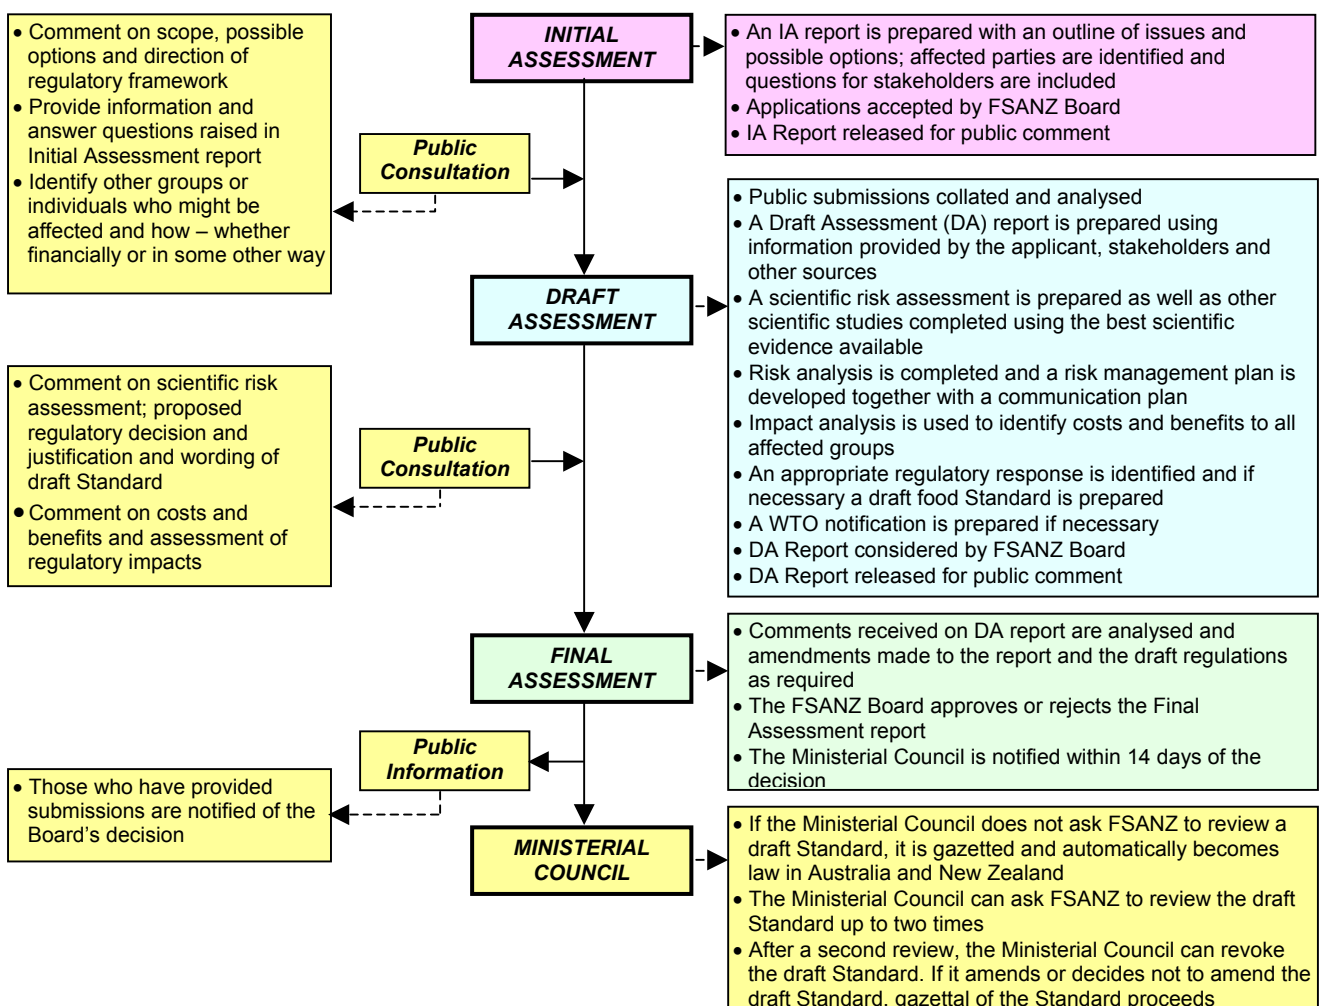 • Comment on scope, possible
options and direction of
regulatory framework
• Provide information and
answer questions raised in
Initial Assessment report
• Identify other groups or
individuals who might be
affected and how – whether
financially or in some other way
INITIAL
ASSESSMENT
• An IA report is prepared with an outline of issues and
possible options; affected parties are identified and
questions for stakeholders are included
• Applications accepted by FSANZ Board
• IA Report released for public comment
Public
Consultation
DRAFT
ASSESSMENT
• Public submissions collated and analysed
• A Draft Assessment (DA) report is prepared using
information provided by the applicant, stakeholders and
other sources
• A scientific risk assessment is prepared as well as other
scientific studies completed using the best scientific
evidence available
• Risk analysis is completed and a risk management plan is
developed together with a communication plan
• Impact analysis is used to identify costs and benefits to all
affected groups
• An appropriate regulatory response is identified and if
necessary a draft food Standard is prepared
• A WTO notification is prepared if necessary
• DA Report considered by FSANZ Board
• DA Report released for public comment
• Comment on scientific risk
assessment; proposed
regulatory decision and
justification and wording of
draft Standard
• Comment on costs and
benefits and assessment of
regulatory impacts
Public
Consultation
FINAL
ASSESSMENT
• Comments received on DA report are analysed and
amendments made to the report and the draft regulations
as required
• The FSANZ Board approves or rejects the Final
Assessment report
• The Ministerial Council is notified within 14 days of the
decision
Public
Information
• Those who have provided
submissions are notified of the
Board's decision
MINISTERIAL
COUNCIL
• If the Ministerial Council does not ask FSANZ to review a
draft Standard, it is gazetted and automatically becomes
law in Australia and New Zealand
• The Ministerial Council can ask FSANZ to review the draft
Standard up to two times
• After a second review, the Ministerial Council can revoke
the draft Standard. If it amends or decides not to amend the
draft Standard, gazettal of the Standard proceeds